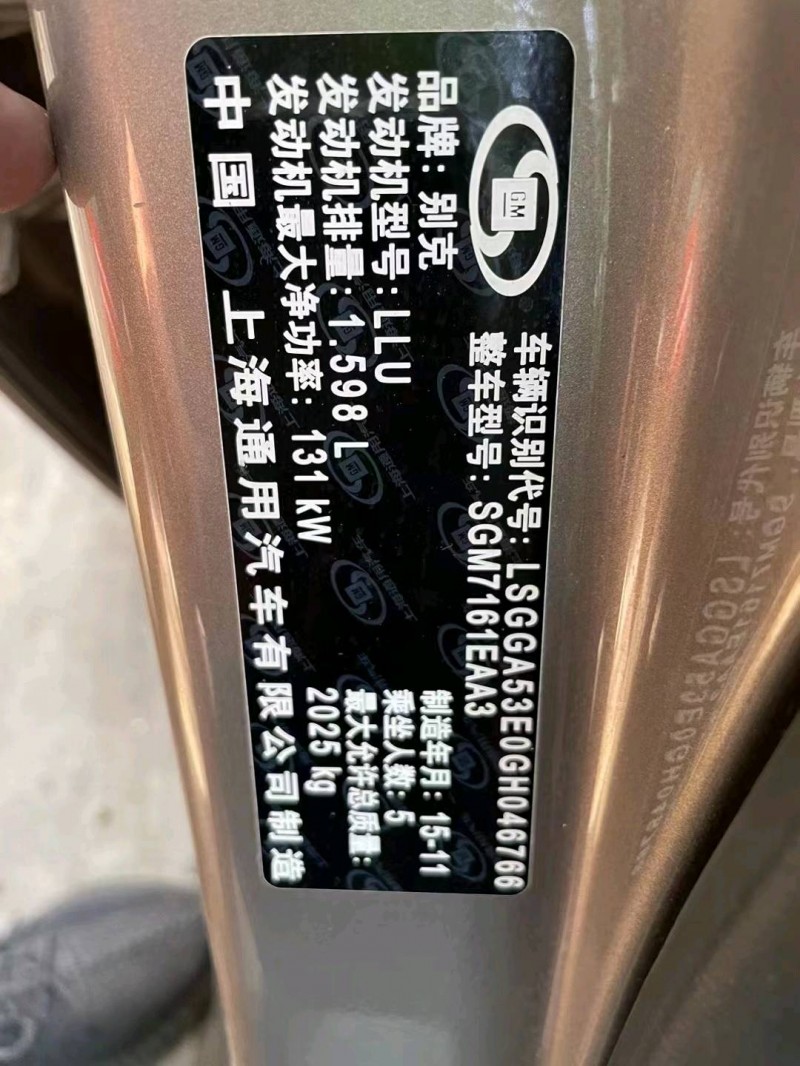 GM
车辆识别代号: LSGGA53E0GH046766
整车型号: SGM7161EAA3
品牌: 别克
制造年月: 15-11
发动机型号: LLU
乘坐人数: 5
发动机排量: 1.598 L
最大允许总质量:
2025 kg
发动机最大净功率: 131 kW
中国 上海通用汽车有限公司制造